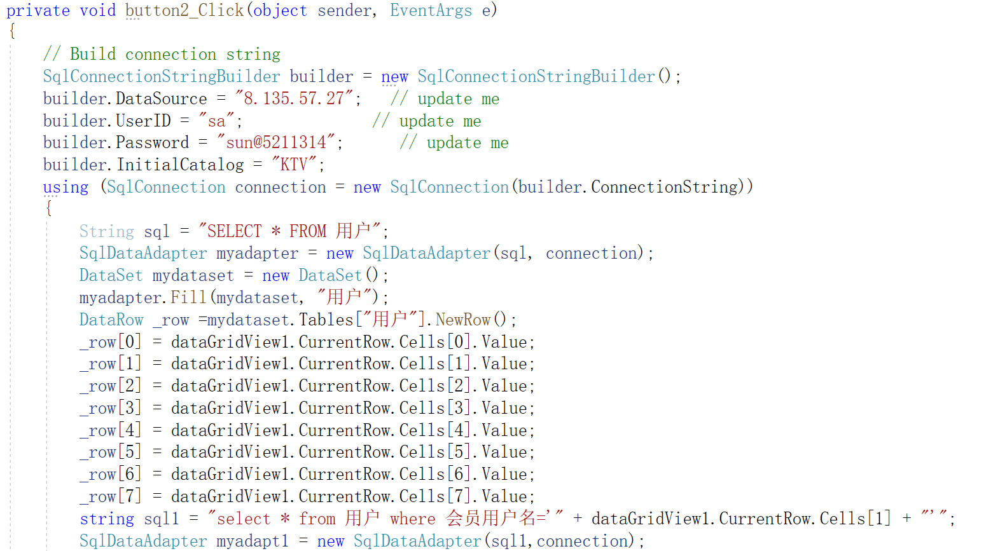 private void button2_Click(object sender, EventArgs e)
{
// Build connection string
SqlConnectionStringBuilder builder = new SqlConnectionStringBuilder();
builder.DataSource = "8.135.57.27";   // update me
builder.UserID = "sa";              // update me
builder.Password = "sun@5211314";      // update me
builder.InitialCatalog = "KTV";
using (SqlConnection connection = new SqlConnection(builder.ConnectionString))
{
String sql = "SELECT * FROM 用户";
SqlDataAdapter myadapter = new SqlDataAdapter(sql, connection);
DataSet mydataset = new DataSet();
myadapter.Fill(mydataset, "用户");
DataRow _row =mydataset.Tables["用户"].NewRow();
_row[0] = dataGridView1.CurrentRow.Cells[0].Value;
_row[1] = dataGridView1.CurrentRow.Cells[1].Value;
_row[2] = dataGridView1.CurrentRow.Cells[2].Value;
_row[3] = dataGridView1.CurrentRow.Cells[3].Value;
_row[4] = dataGridView1.CurrentRow.Cells[4].Value;
_row[5] = dataGridView1.CurrentRow.Cells[5].Value;
_row[6] = dataGridView1.CurrentRow.Cells[6].Value;
_row[7] = dataGridView1.CurrentRow.Cells[7].Value;
string sql1 = "select * from 用户 where 会员用户名='" + dataGridView1.CurrentRow.Cells[1] + "'";
SqlDataAdapter myadapt1 = new SqlDataAdapter(sql1,connection);